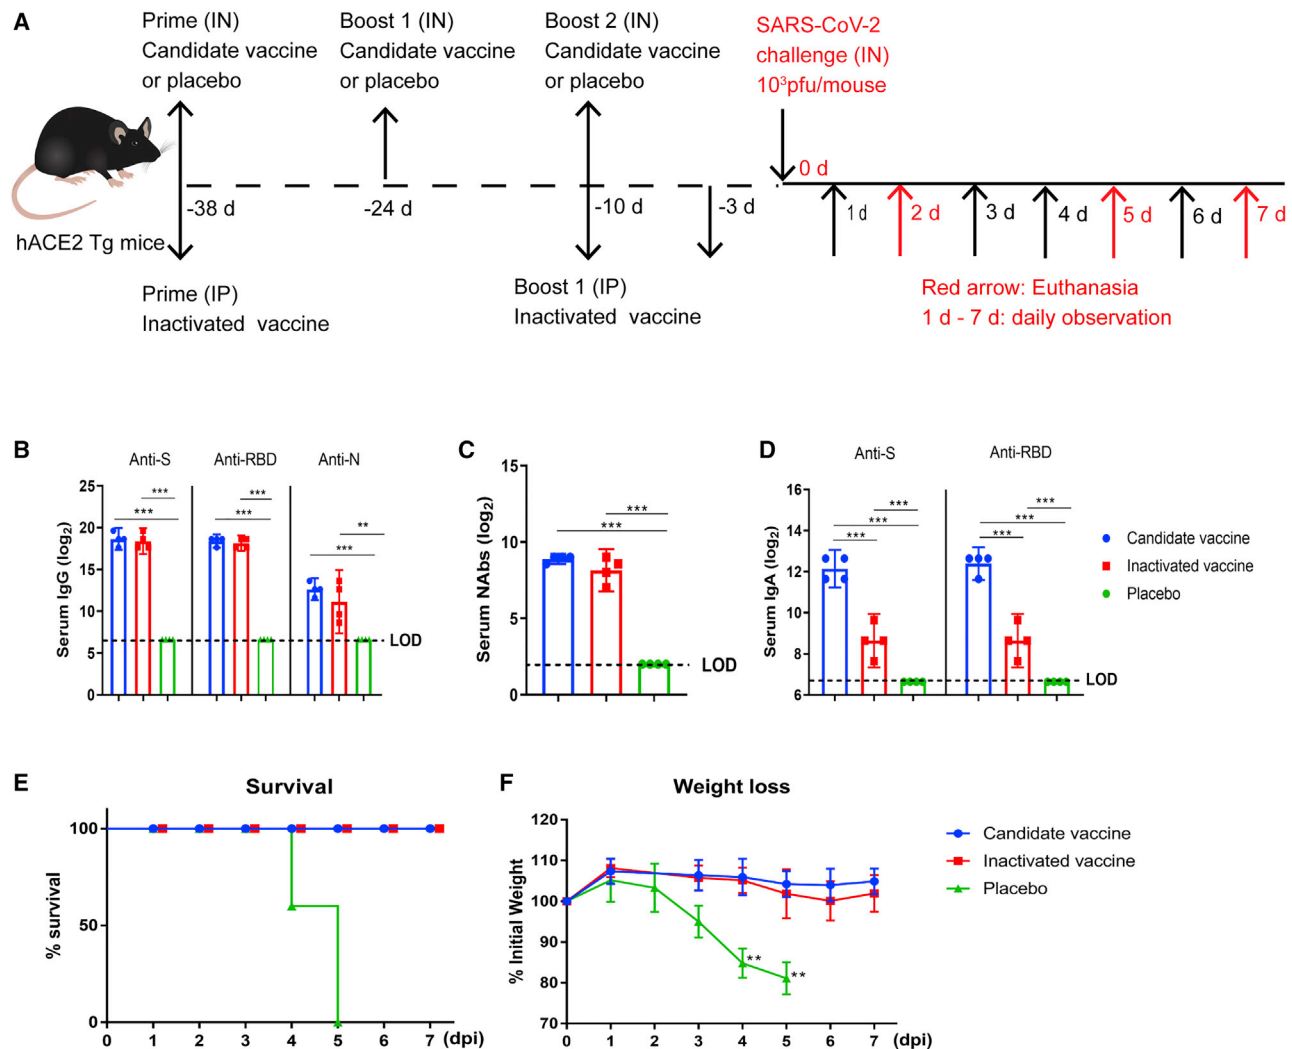 A
Prime (IN)
Candidate vaccine
or placebo
Boost 1 (IN)
Candidate vaccine
or placebo
Boost 2 (IN)
Candidate vaccine
or placebo
SARS-CoV-2
challenge (IN)
10³pfu/mouse
0 d
-38 d
-24 d
-10 d
-3 d
1 d
2 d
3 d
4 d
5 d
6 d
7 d
hACE2 Tg mice
Prime (IP)
Inactivated vaccine
Boost 1 (IP)
Inactivated vaccine
Red arrow: Euthanasia
1 d - 7 d: daily observation
B
Anti-S
Anti-RBD
Anti-N
Serum IgG (log₂)
25
20
15
10
5
0
***
***
***
***
**
***
LOD
C
Serum NAbs (log₂)
15
10
5
0
***
***
LOD
D
Anti-S
Anti-RBD
Serum IgA (log₂)
16
14
12
10
8
6
***
***
***
***
***
***
LOD
Candidate vaccine
Inactivated vaccine
Placebo
E
Survival
% survival
100
50
0
0 1 2 3 4 5 6 7 (dpi)
F
Weight loss
% Initial Weight
120
110
100
90
80
70
**
**
0 1 2 3 4 5 6 7 (dpi)
Candidate vaccine
Inactivated vaccine
Placebo